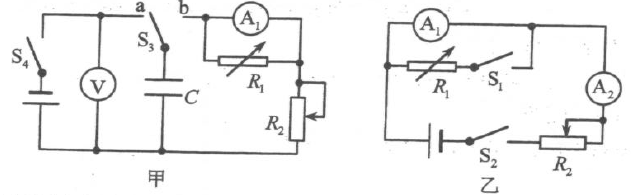 a b A₁
S₄ S₃
V C R₁
R₂
甲
A₁
R₁ S₁
A₂
S₂ R₂
乙